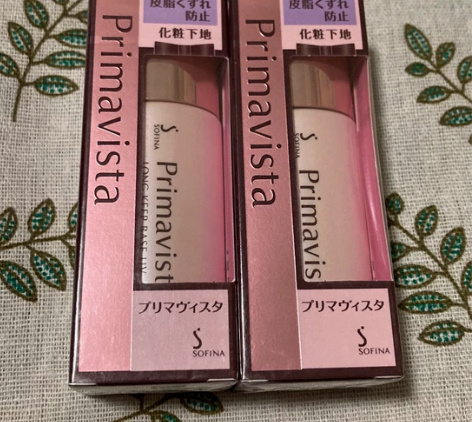 皮脂くずれ
防止
化粧下地
Primavista
S
SOFINA
Primavist
LONG KEEP BASE UV
プリマヴィスタ
S
SOFINA
皮脂くずれ
防止
化粧下地
Primavista
S
SOFINA
Primavis
プリマヴィスタ
S
SOFINA